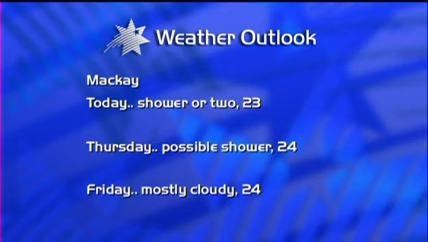 Weather Outlook
Mackay
Today.. shower or two, 23
Thursday.. possible shower, 24
Friday.. mostly cloudy, 24